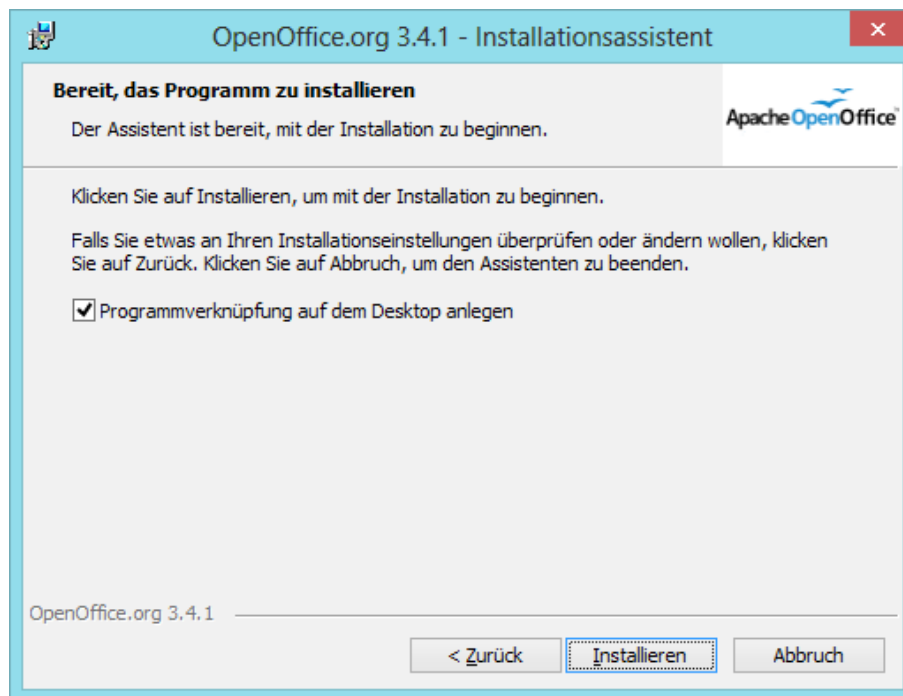 OpenOffice.org 3.4.1 - Installationsassistent
Bereit, das Programm zu installieren
Der Assistent ist bereit, mit der Installation zu beginnen.
Apache OpenOffice™
Klicken Sie auf Installieren, um mit der Installation zu beginnen.
Falls Sie etwas an Ihren Installationseinstellungen überprüfen oder ändern wollen, klicken
Sie auf Zurück. Klicken Sie auf Abbruch, um den Assistenten zu beenden.
Programmverknüpfung auf dem Desktop anlegen
OpenOffice.org 3.4.1
< Zurück Installieren Abbruch